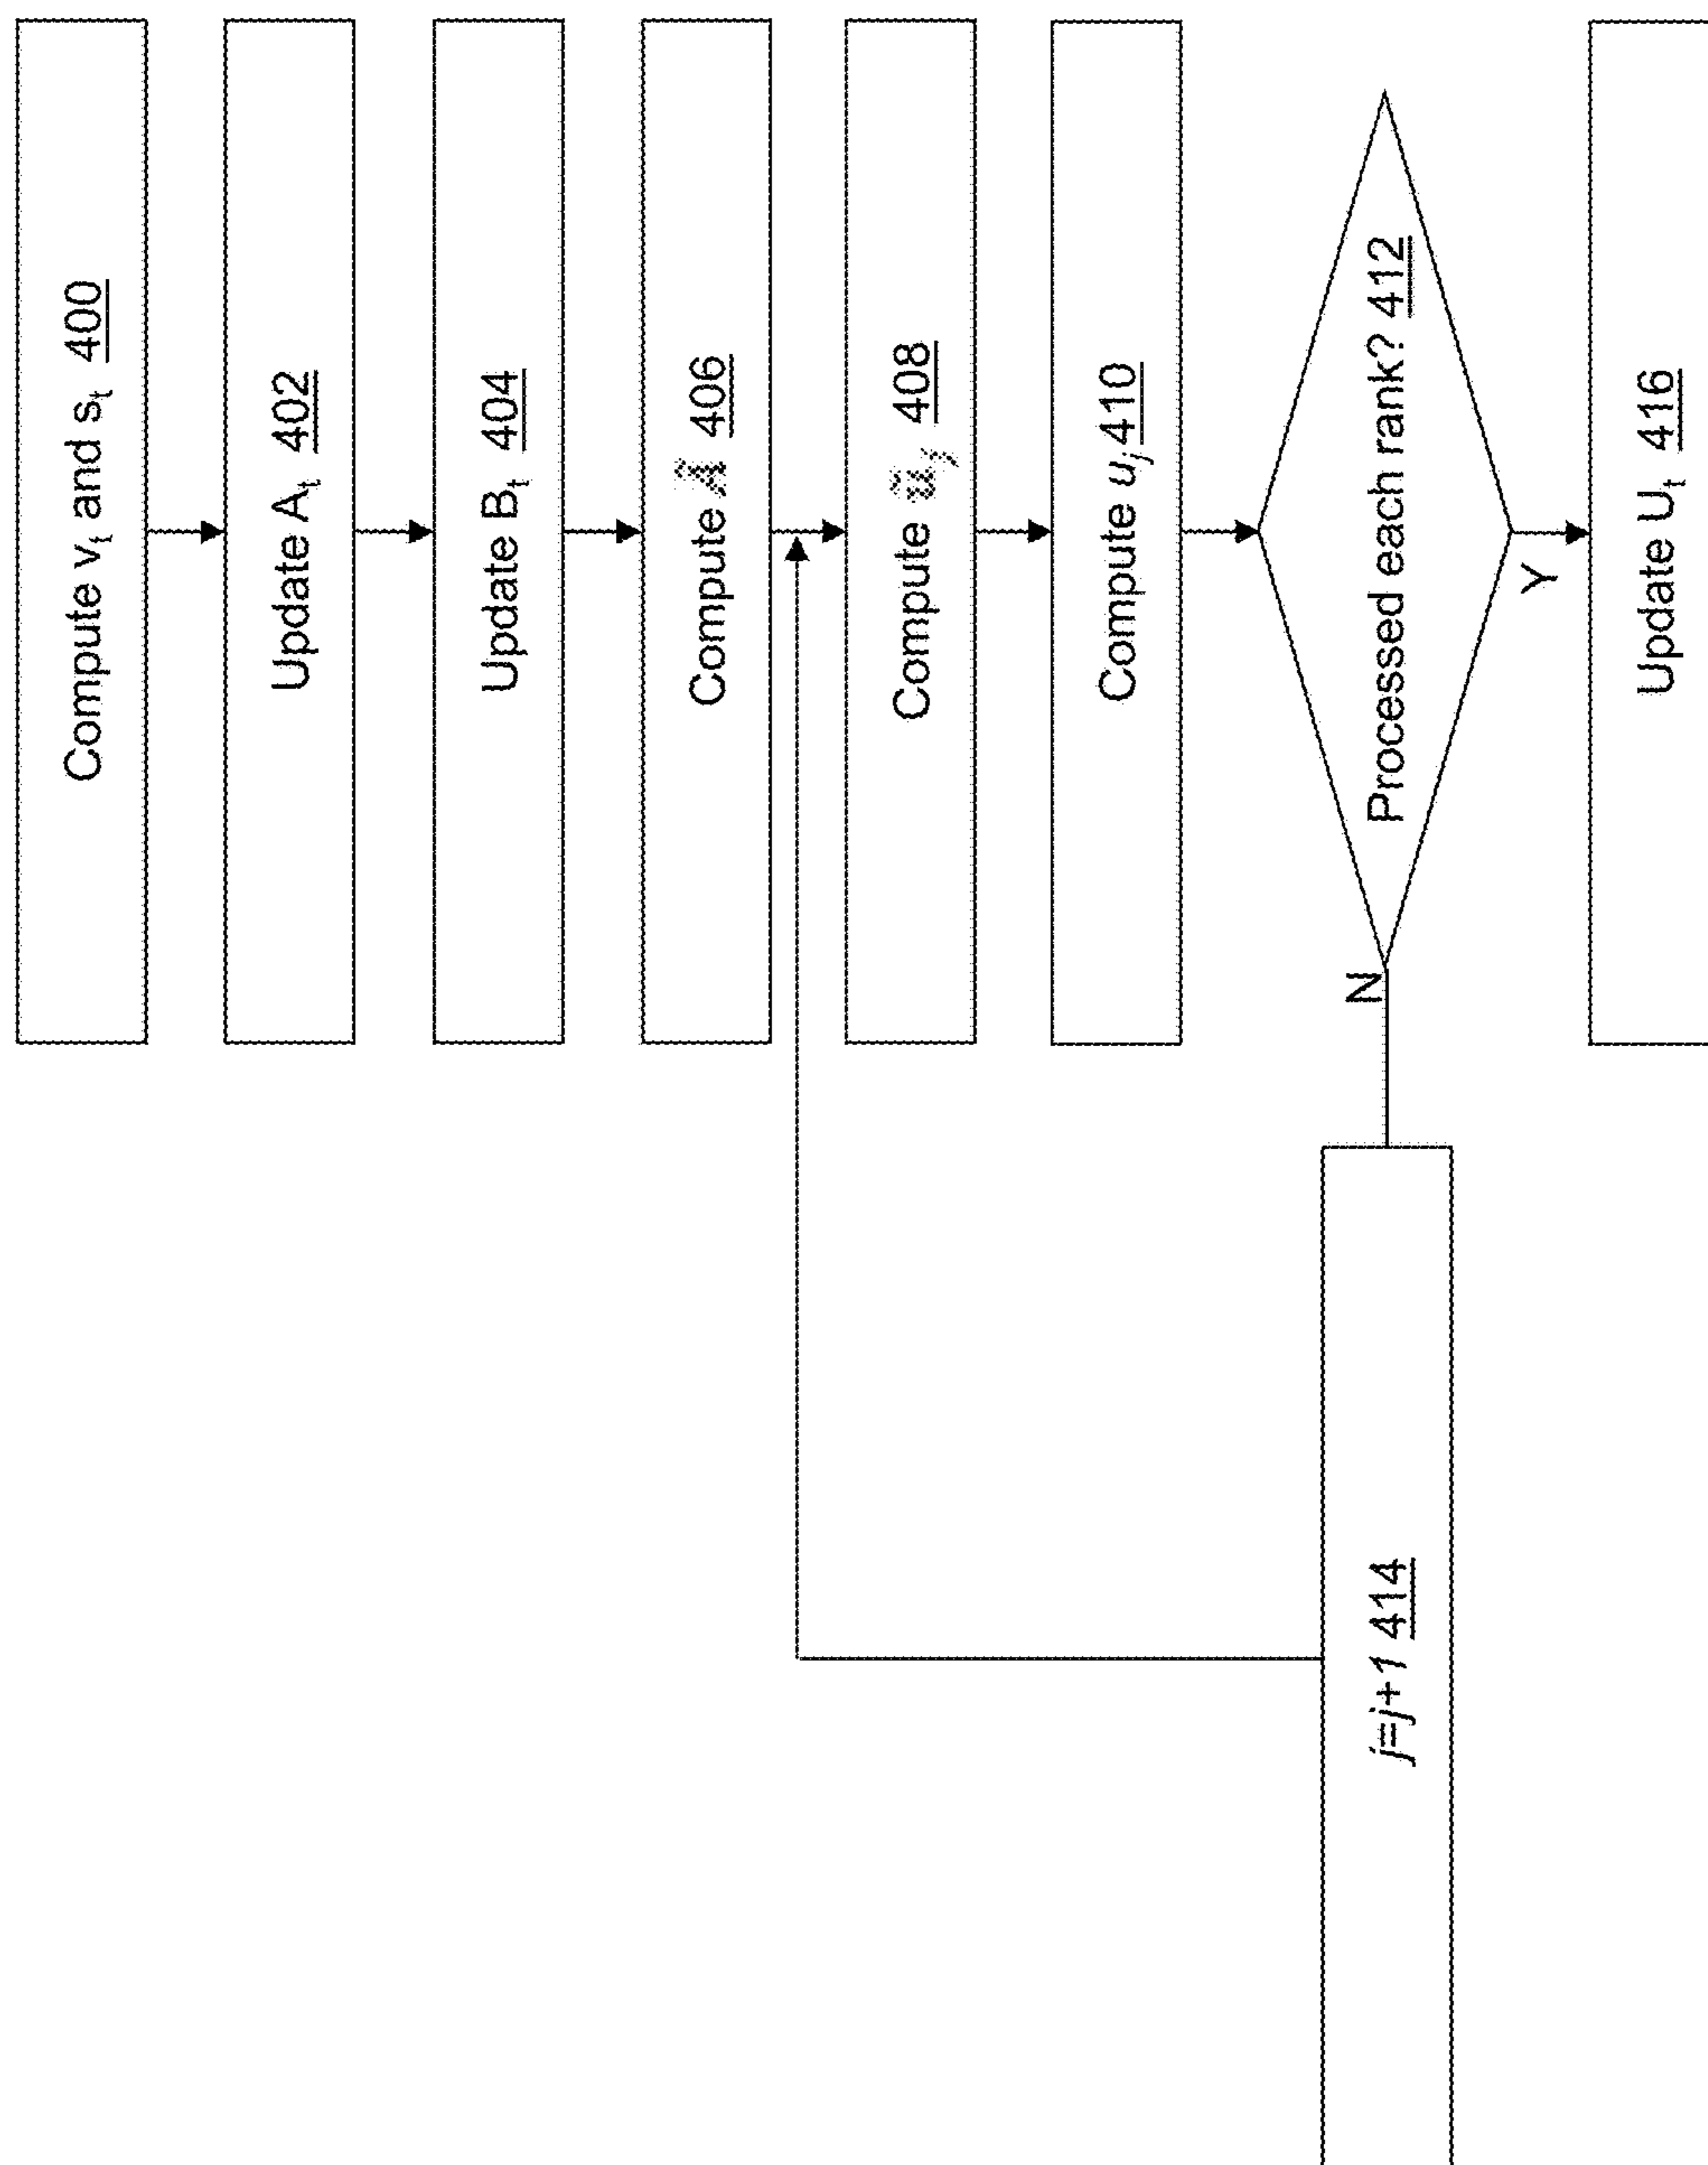 Compute vₜ and sₜ 400
Update Aₜ 402
Update Bₜ 404
Compute 406
Compute 408
Compute uⱼ 410
Processed each rank? 412
N
j=j+1 414
Y
Update Uₜ 416